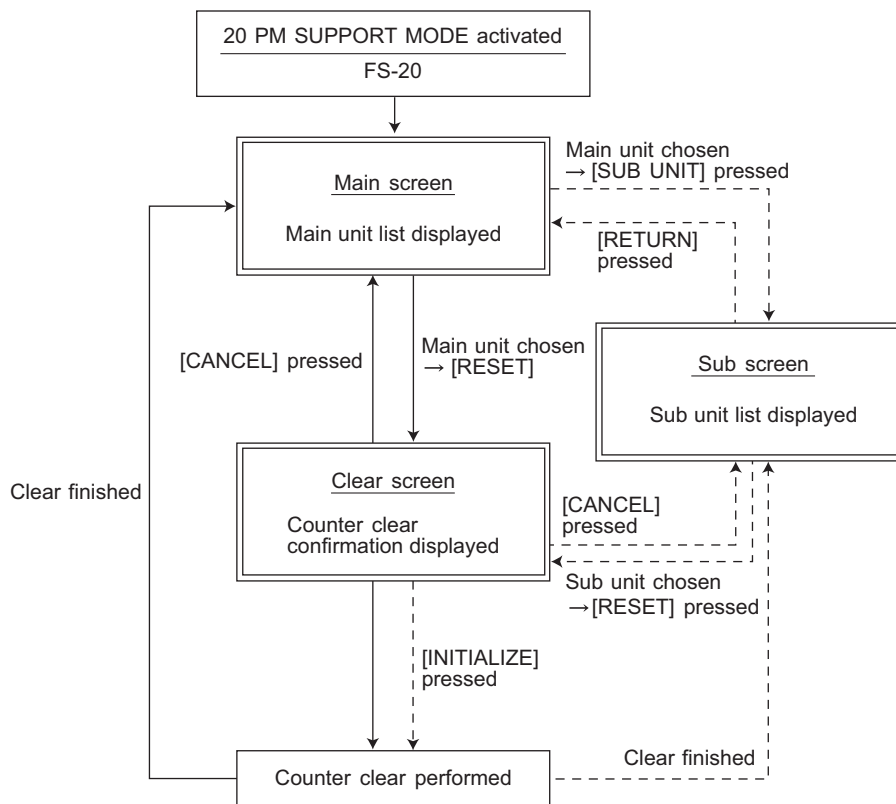 20 PM SUPPORT MODE activated
FS-20
Main screen
Main unit list displayed
Main unit chosen
→ [SUB UNIT] pressed
[RETURN]
pressed
[CANCEL] pressed
Main unit chosen
→ [RESET]
Sub screen
Sub unit list displayed
Clear finished
Clear screen
Counter clear
confirmation displayed
[CANCEL]
pressed
Sub unit chosen
→[RESET] pressed
[INITIALIZE]
pressed
Counter clear performed
Clear finished